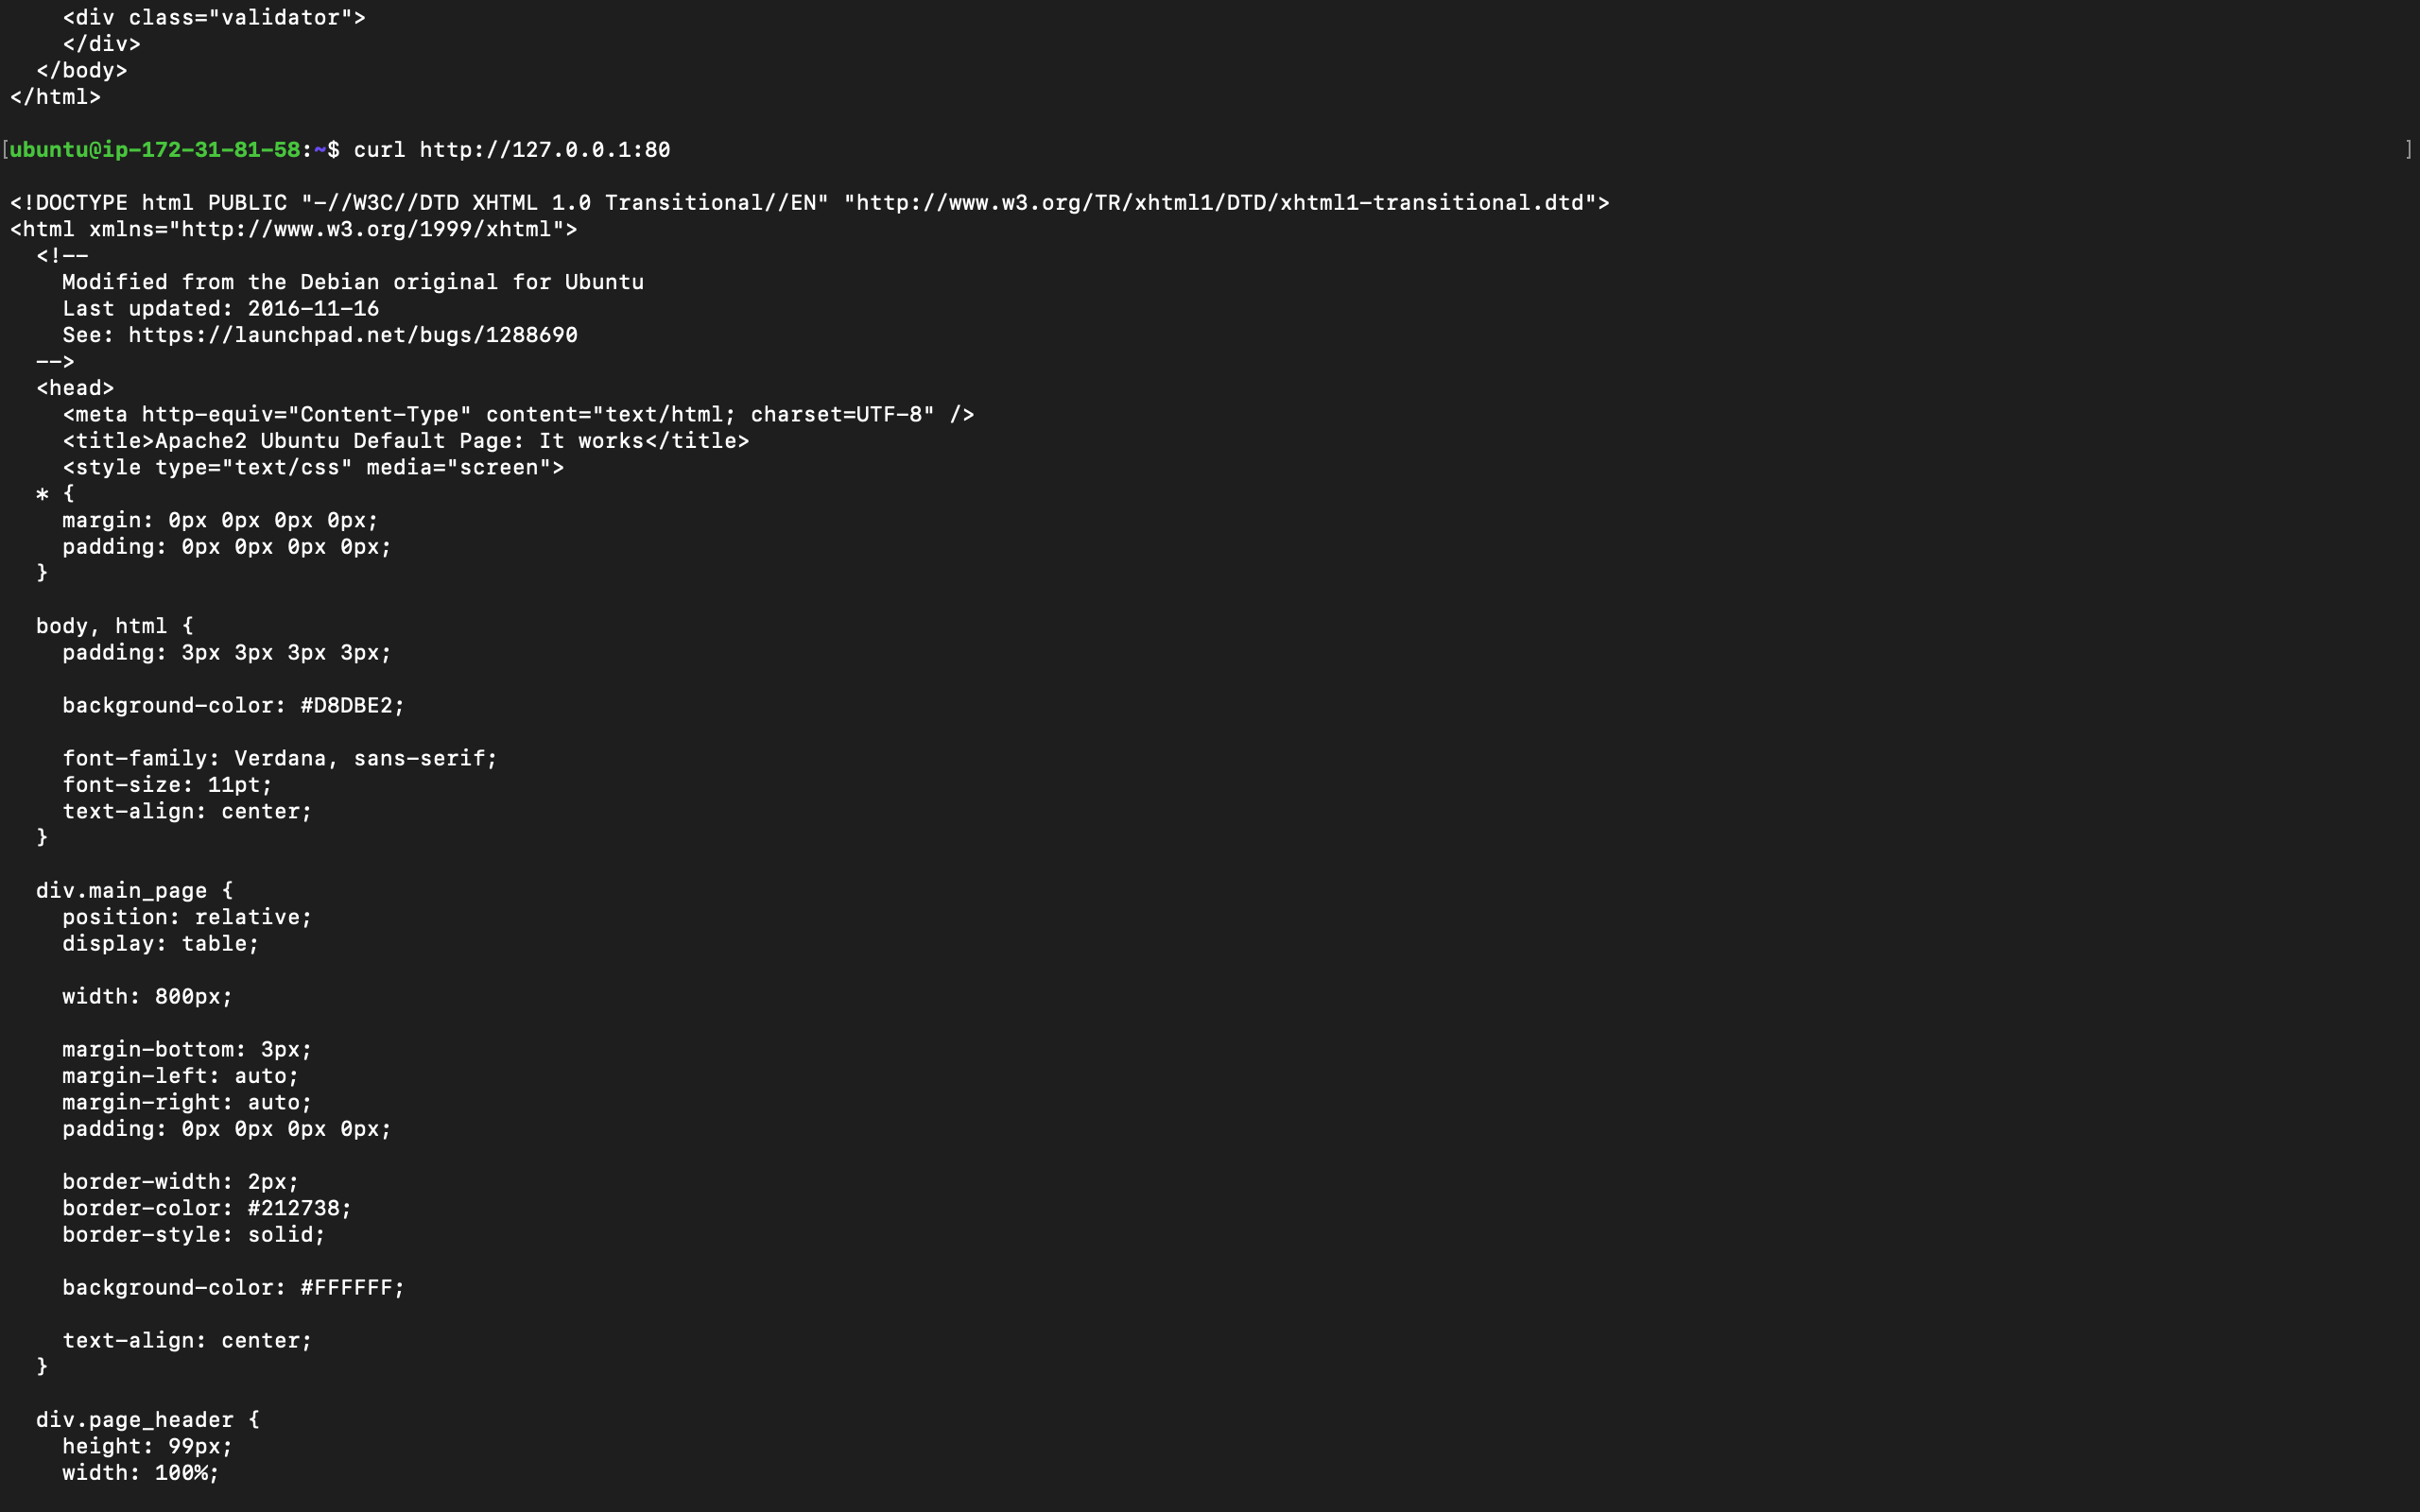 <div class="validator">
    </div>
  </body>
</html>

[ubuntu@ip-172-31-81-58:~$ curl http://127.0.0.1:80 ]

<!DOCTYPE html PUBLIC "-//W3C//DTD XHTML 1.0 Transitional//EN" "http://www.w3.org/TR/xhtml1/DTD/xhtml1-transitional.dtd">
<html xmlns="http://www.w3.org/1999/xhtml">
  <!--
    Modified from the Debian original for Ubuntu
    Last updated: 2016-11-16
    See: https://launchpad.net/bugs/1288690
  -->
  <head>
    <meta http-equiv="Content-Type" content="text/html; charset=UTF-8" />
    <title>Apache2 Ubuntu Default Page: It works</title>
    <style type="text/css" media="screen">
  * {
    margin: 0px 0px 0px 0px;
    padding: 0px 0px 0px 0px;
  }

  body, html {
    padding: 3px 3px 3px 3px;

    background-color: #D8DBE2;

    font-family: Verdana, sans-serif;
    font-size: 11pt;
    text-align: center;
  }

  div.main_page {
    position: relative;
    display: table;

    width: 800px;

    margin-bottom: 3px;
    margin-left: auto;
    margin-right: auto;
    padding: 0px 0px 0px 0px;

    border-width: 2px;
    border-color: #212738;
    border-style: solid;

    background-color: #FFFFFF;

    text-align: center;
  }

  div.page_header {
    height: 99px;
    width: 100%;